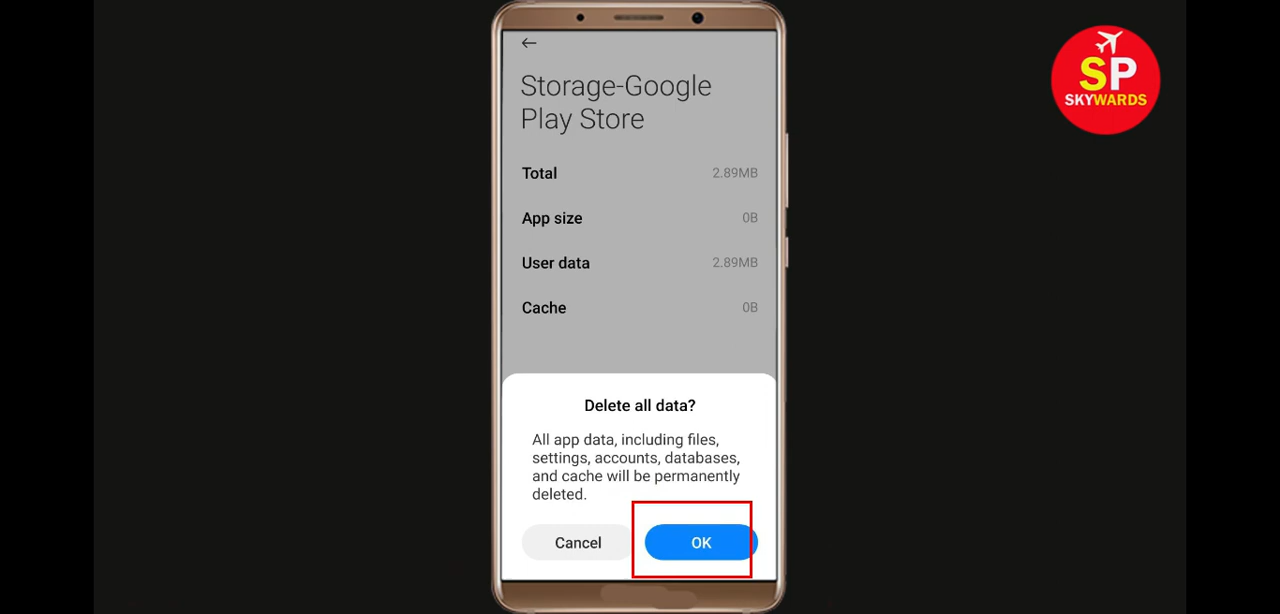 SP
SKYWARDS
Storage-Google
Play Store
Total 2.89MB
App size 0B
User data 2.89MB
Cache 0B
Delete all data?
All app data, including files,
settings, accounts, databases,
and cache will be permanently
deleted.
Cancel OK